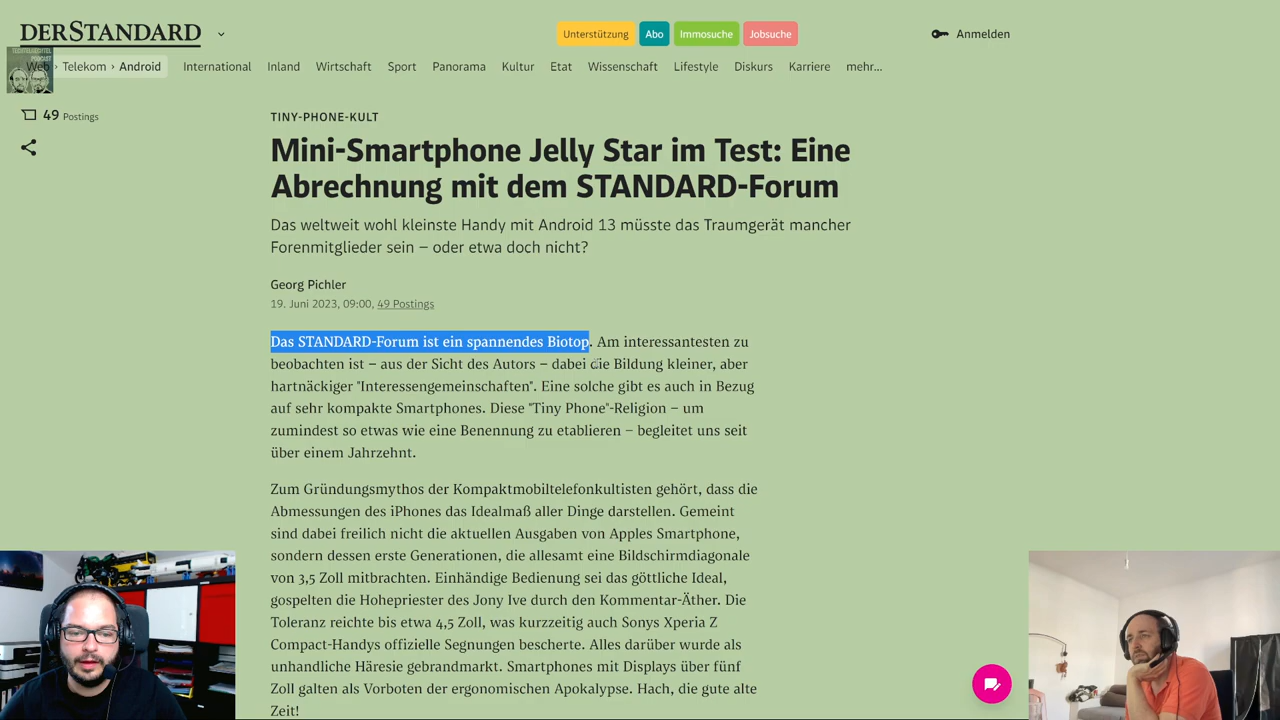 DERSTANDARD
Unterstützung Abo Immosuche Jobsuche
Anmelden
Web › Telekom › Android International Inland Wirtschaft Sport Panorama Kultur Etat Wissenschaft Lifestyle Diskurs Karriere mehr...
49 Postings
TINY-PHONE-KULT
Mini-Smartphone Jelly Star im Test: Eine
Abrechnung mit dem STANDARD-Forum
Das weltweit wohl kleinste Handy mit Android 13 müsste das Traumgerät mancher
Forenmitglieder sein – oder etwa doch nicht?
Georg Pichler
19. Juni 2023, 09:00, 49 Postings
Das STANDARD-Forum ist ein spannendes Biotop. Am interessantesten zu
beobachten ist – aus der Sicht des Autors – dabei die Bildung kleiner, aber
hartnäckiger "Interessengemeinschaften". Eine solche gibt es auch in Bezug
auf sehr kompakte Smartphones. Diese "Tiny Phone"-Religion – um
zumindest so etwas wie eine Benennung zu etablieren – begleitet uns seit
über einem Jahrzehnt.
Zum Gründungsmythos der Kompaktmobiltelefonkultisten gehört, dass die
Abmessungen des iPhones das Idealmaß aller Dinge darstellen. Gemeint
sind dabei freilich nicht die aktuellen Ausgaben von Apples Smartphone,
sondern dessen erste Generationen, die allesamt eine Bildschirmdiagonale
von 3,5 Zoll mitbrachten. Einhändige Bedienung sei das göttliche Ideal,
gospelten die Hohepriester des Jony Ive durch den Kommentar-Äther. Die
Toleranz reichte bis etwa 4,5 Zoll, was kurzzeitig auch Sonys Xperia Z
Compact-Handys offizielle Segnungen bescherte. Alles darüber wurde als
unhandliche Häresie gebrandmarkt. Smartphones mit Displays über fünf
Zoll galten als Vorboten der ergonomischen Apokalypse. Hach, die gute alte
Zeit!